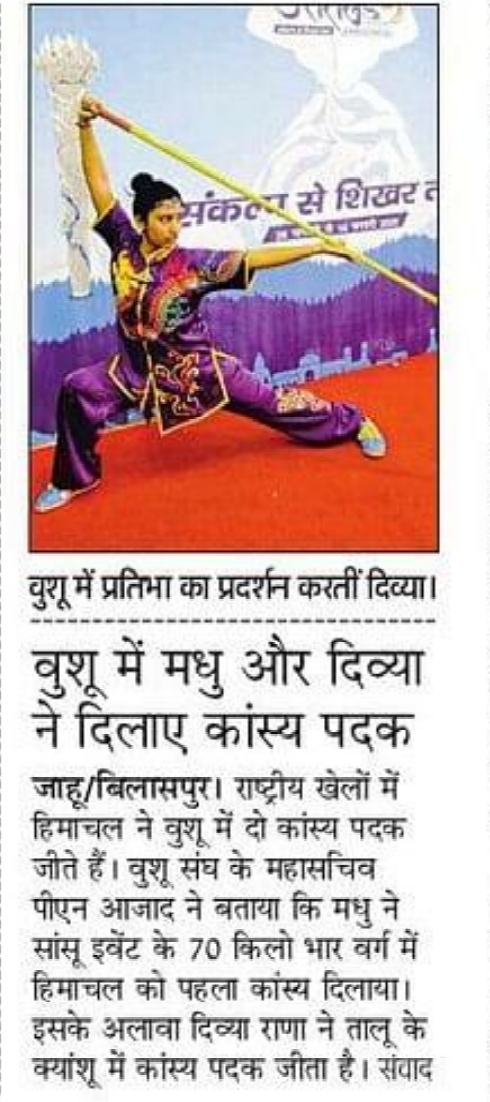 संकल्प से शिखर त
वुशू में प्रतिभा का प्रदर्शन करतीं दिव्या।
वुशू में मधु और दिव्या
ने दिलाए कांस्य पदक
जाहू/बिलासपुर। राष्ट्रीय खेलों में
हिमाचल ने वुशू में दो कांस्य पदक
जीते हैं। वुशू संघ के महासचिव
पीएन आजाद ने बताया कि मधु ने
सांसू इवेंट के 70 किलो भार वर्ग में
हिमाचल को पहला कांस्य दिलाया।
इसके अलावा दिव्या राणा ने तालू के
क्यांशू में कांस्य पदक जीता है। संवाद